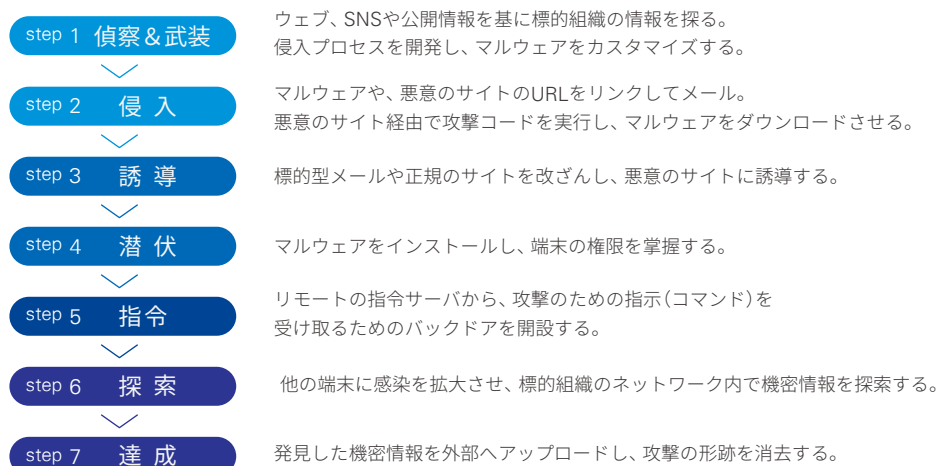 step 1 偵察&武装
ウェブ、SNSや公開情報を基に標的組織の情報を探る。
侵入プロセスを開発し、マルウェアをカスタマイズする。
step 2 侵 入
マルウェアや、悪意のサイトのURLをリンクしてメール。
悪意のサイト経由で攻撃コードを実行し、マルウェアをダウンロードさせる。
step 3 誘 導
標的型メールや正規のサイトを改ざんし、悪意のサイトに誘導する。
step 4 潜 伏
マルウェアをインストールし、端末の権限を掌握する。
step 5 指令
リモートの指令サーバから、攻撃のための指示(コマンド)を
受け取るためのバックドアを開設する。
step 6 探 索
他の端末に感染を拡大させ、標的組織のネットワーク内で機密情報を探索する。
step 7 達 成
発見した機密情報を外部へアップロードし、攻撃の形跡を消去する。